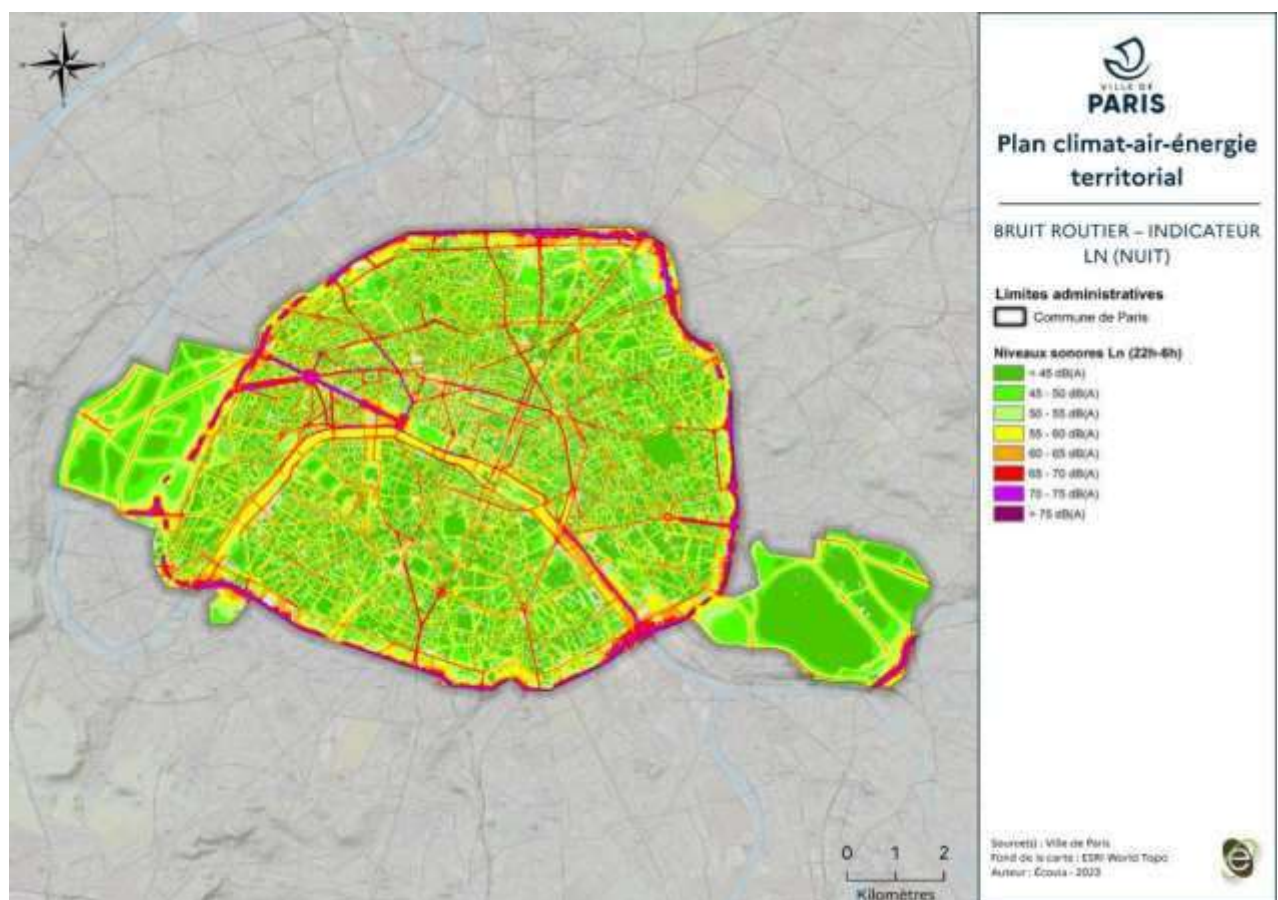 VILLE DE
PARIS
Plan climat-air-énergie
territorial
BRUIT ROUTIER – INDICATEUR
LN (NUIT)
Limites administratives
Commune de Paris
Niveaux sonores Ln (22h-6h)
< 45 dB(A)
45 - 50 dB(A)
50 - 55 dB(A)
55 - 60 dB(A)
60 - 65 dB(A)
65 - 70 dB(A)
70 - 75 dB(A)
> 75 dB(A)
0 1 2
Kilomètres
Source(s) : Ville de Paris
Fond de la carte : ESRI World Topo
Auteur : Ecovia - 2023